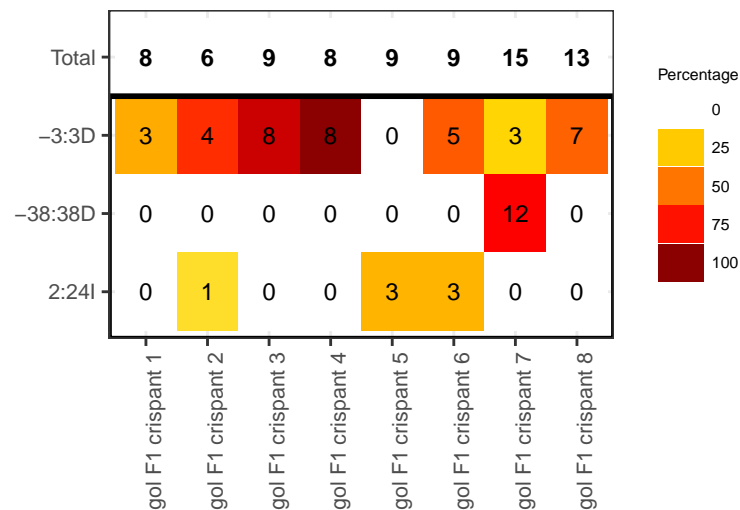 Total 8 6 9 8 9 9 15 13
−3:3D 3 4 8 8 0 5 3 7
−38:38D 0 0 0 0 0 0 12 0
2:24I 0 1 0 0 3 3 0 0
gol F1 crispant 1
gol F1 crispant 2
gol F1 crispant 3
gol F1 crispant 4
gol F1 crispant 5
gol F1 crispant 6
gol F1 crispant 7
gol F1 crispant 8
Percentage
0
25
50
75
100